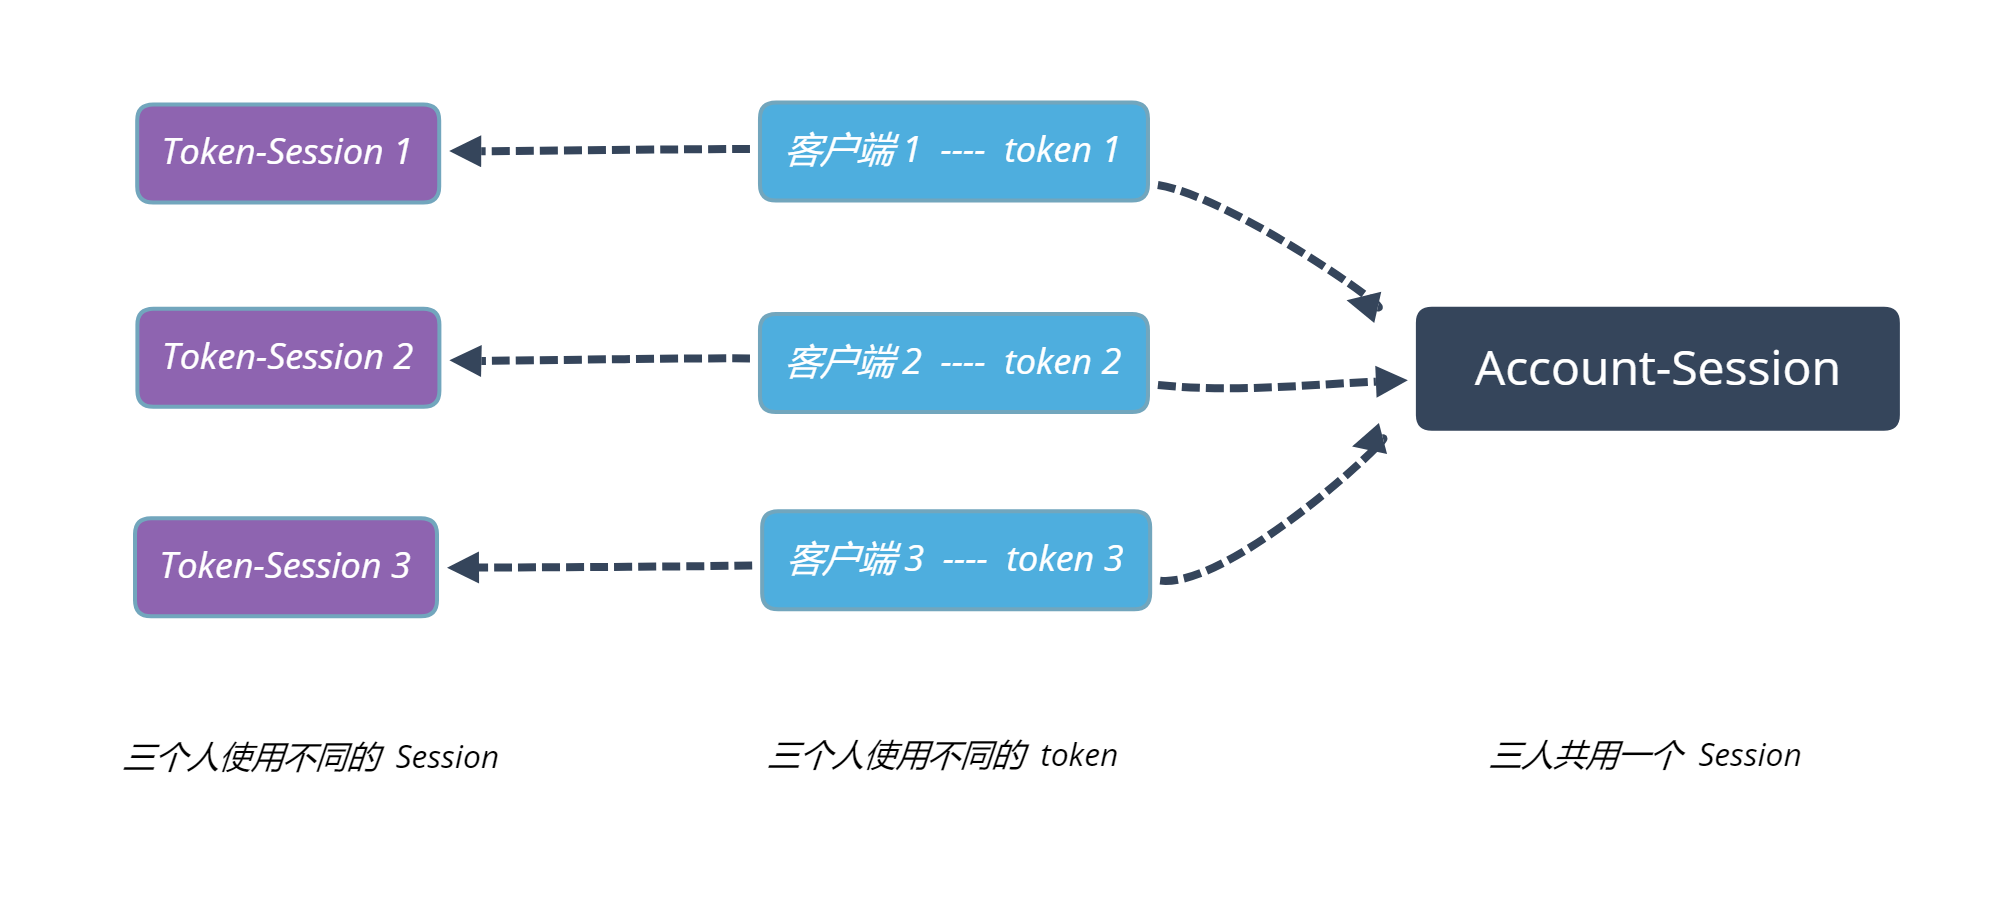 Token-Session 1
客户端 1 ---- token 1
Token-Session 2
客户端 2 ---- token 2
Account-Session
Token-Session 3
客户端 3 ---- token 3
三个人使用不同的 Session
三个人使用不同的 token
三人共用一个 Session